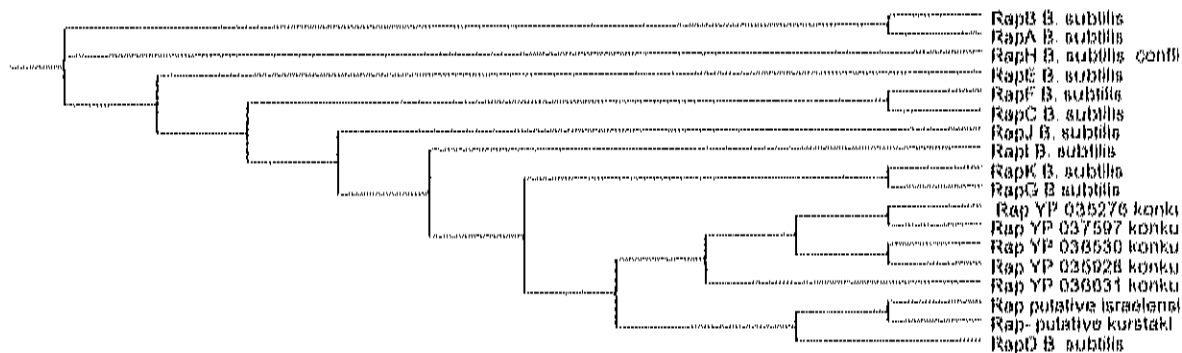 RapB B. subtilis
RapA B. subtilis
RapH B. subtilis confli
RapE B. subtilis
RapF B. subtilis
RapC B. subtilis
RapJ B. subtilis
RapI B. subtilis
RapK B. subtilis
RapG B subtilis
Rap YP 035276 konku
Rap YP 037597 konku
Rap YP 036530 konku
Rap YP 035928 konku
Rap YP 036631 konku
Rap putative israelensi
Rap- putative kurstaki
RapD B subtilis